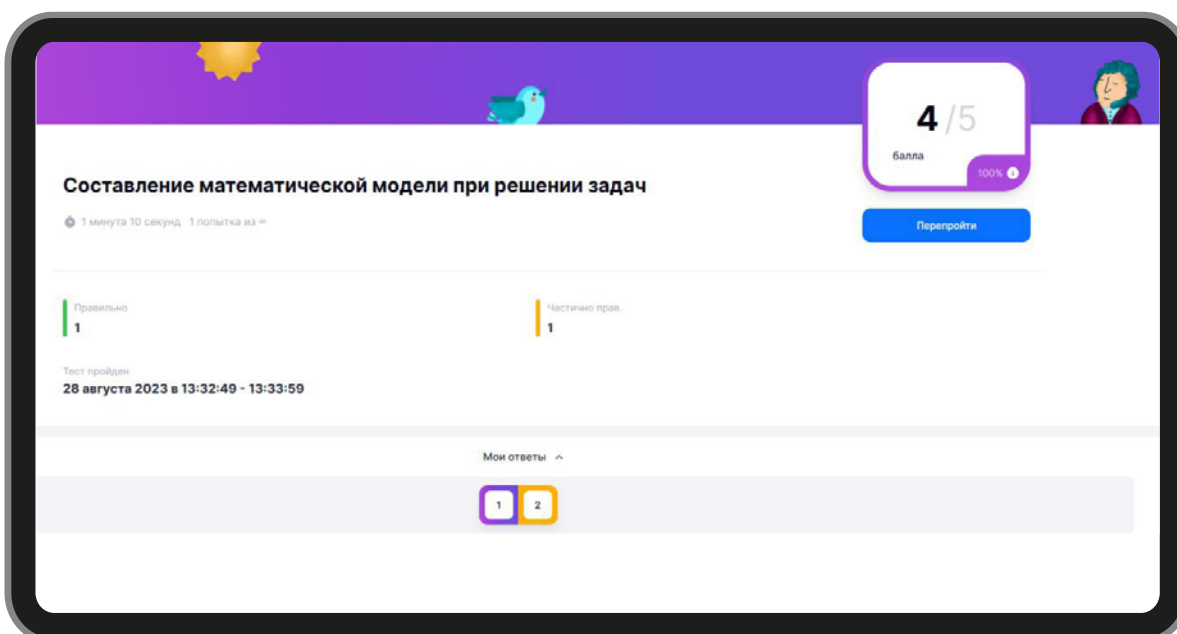 4/5
балла
100%
Составление математической модели при решении задач
1 минута 10 секунд 1 попытка из ∞
Перепройти
Правильно
1
Частично прав.
1
Тест пройден
28 августа 2023 в 13:32:49 - 13:33:59
Мои ответы
1 2